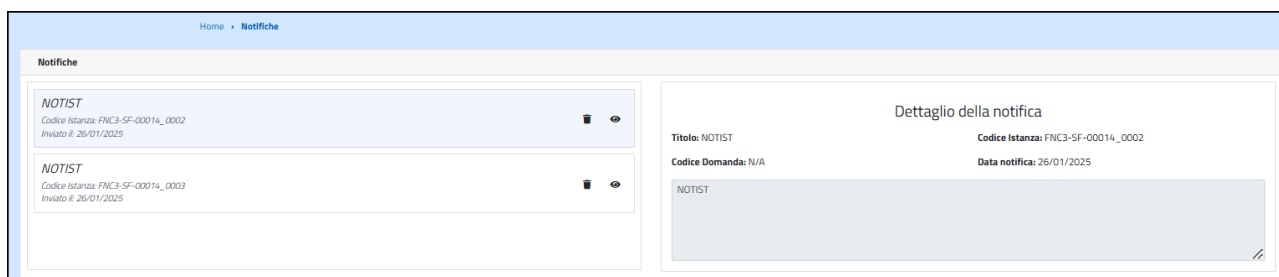 Home › Notifiche
Notifiche
NOTIST
Codice Istanza: FNC3-SF-00014_0002
Inviato il: 26/01/2025
NOTIST
Codice Istanza: FNC3-SF-00014_0003
Inviato il: 26/01/2025
Dettaglio della notifica
Titolo: NOTIST
Codice Istanza: FNC3-SF-00014_0002
Codice Domanda: N/A
Data notifica: 26/01/2025
NOTIST